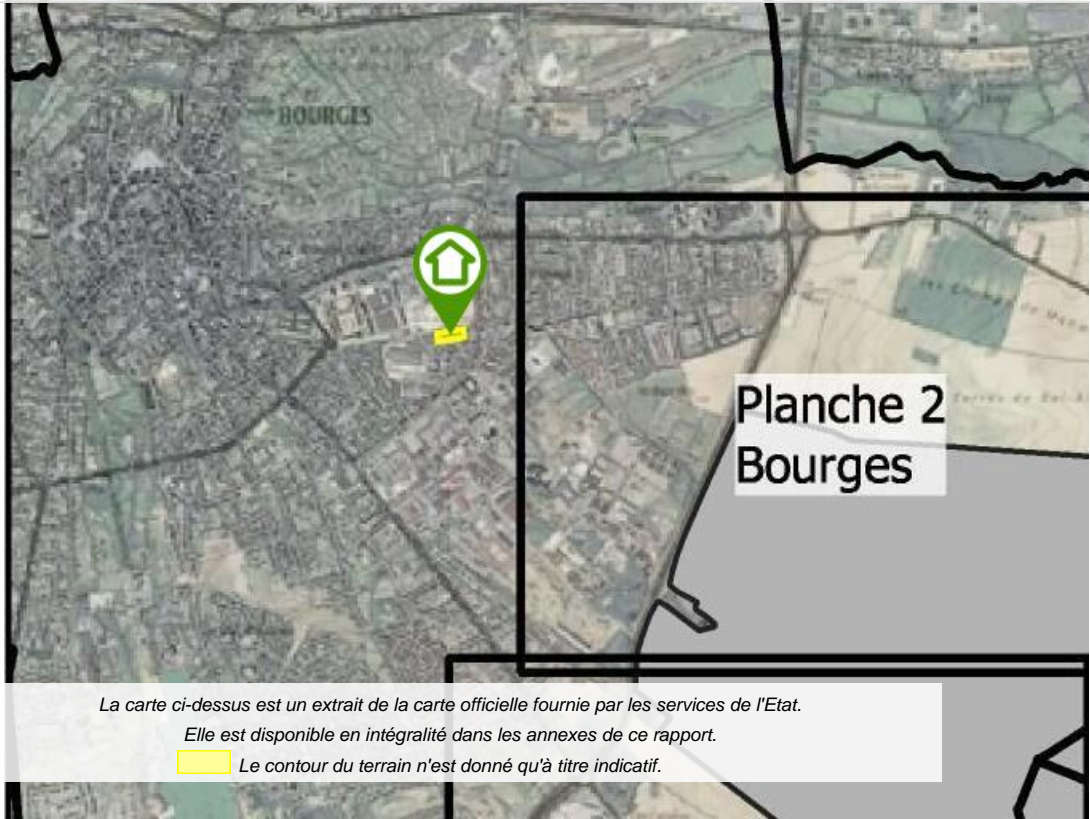 BOURGES
Planche 2
Bourges
La carte ci-dessus est un extrait de la carte officielle fournie par les services de l'Etat.
Elle est disponible en intégralité dans les annexes de ce rapport.
Le contour du terrain n'est donné qu'à titre indicatif.